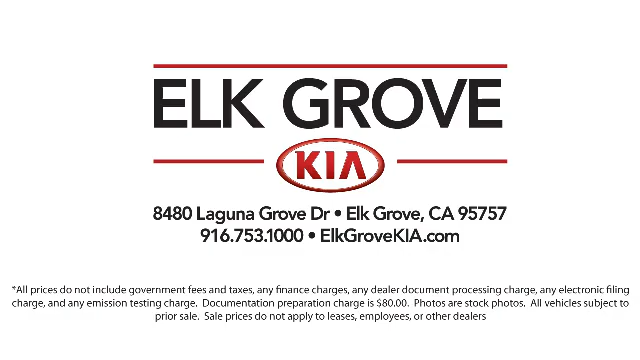 ELK GROVE
KIA
8480 Laguna Grove Dr • Elk Grove, CA 95757
916.753.1000 • ElkGroveKIA.com
*All prices do not include government fees and taxes, any finance charges, any dealer document processing charge, any electronic filing
charge, and any emission testing charge. Documentation preparation charge is $80.00. Photos are stock photos. All vehicles subject to
prior sale. Sale prices do not apply to leases, employees, or other dealers